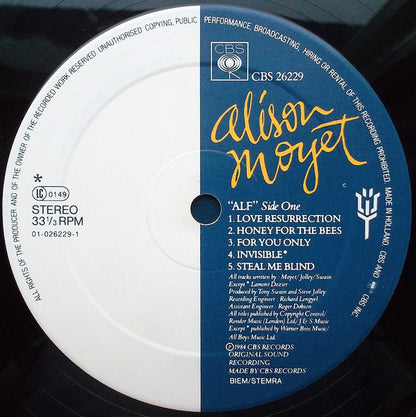 ALL RIGHTS OF THE PRODUCER AND OF THE OWNER OF THE RECORDED WORK RESERVED. UNAUTHORISED COPYING, PUBLIC PERFORMANCE, BROADCASTING, HIRING OR RENTAL OF THIS RECORDING PROHIBITED. MADE IN HOLLAND. CBS AND CBS INC.
CBS
CBS 26229
alison
moyet
*
LC 0149
STEREO
33⅓ RPM
01-026229-1
"ALF" Side One
1. LOVE RESURRECTION
2. HONEY FOR THE BEES
3. FOR YOU ONLY
4. INVISIBLE*
5. STEAL ME BLIND
All tracks written by : Moyet/Jolley/Swain
Except * Lamont Dozier
Produced by Tony Swain and Steve Jolley
Recording Engineer : Richard Lengyel
Assistant Engineer : Roger Dobson
All titles published by Copyright Control/
Rondor Music (London) Ltd/J & S Music
Except * published by Warner Bros Music/
All Boys Music Ltd.
℗ 1984 CBS RECORDS
ORIGINAL SOUND
RECORDING
MADE BY CBS RECORDS
BIEM/STEMRA